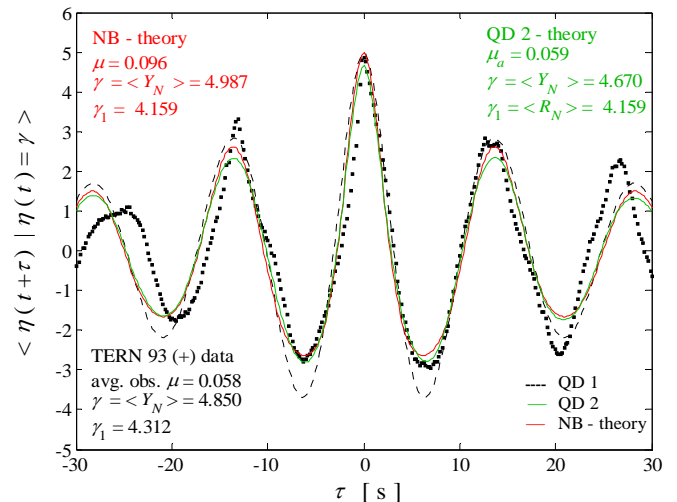 NB - theory
μ = 0.096
γ = < Y_N > = 4.987
γ_1 = 4.159
QD 2 - theory
μ_a = 0.059
γ = < Y_N > = 4.670
γ_1 = < R_N > = 4.159
< η ( t + τ ) | η ( t ) = γ >
6
5
4
3
2
1
0
-1
-2
-3
-4
-5
TERN 93 (+) data
avg. obs. μ = 0.058
γ = < Y_N > = 4.850
γ_1 = 4.312
QD 1
QD 2
NB - theory
-30 -20 -10 0 10 20 30
τ [ s ]